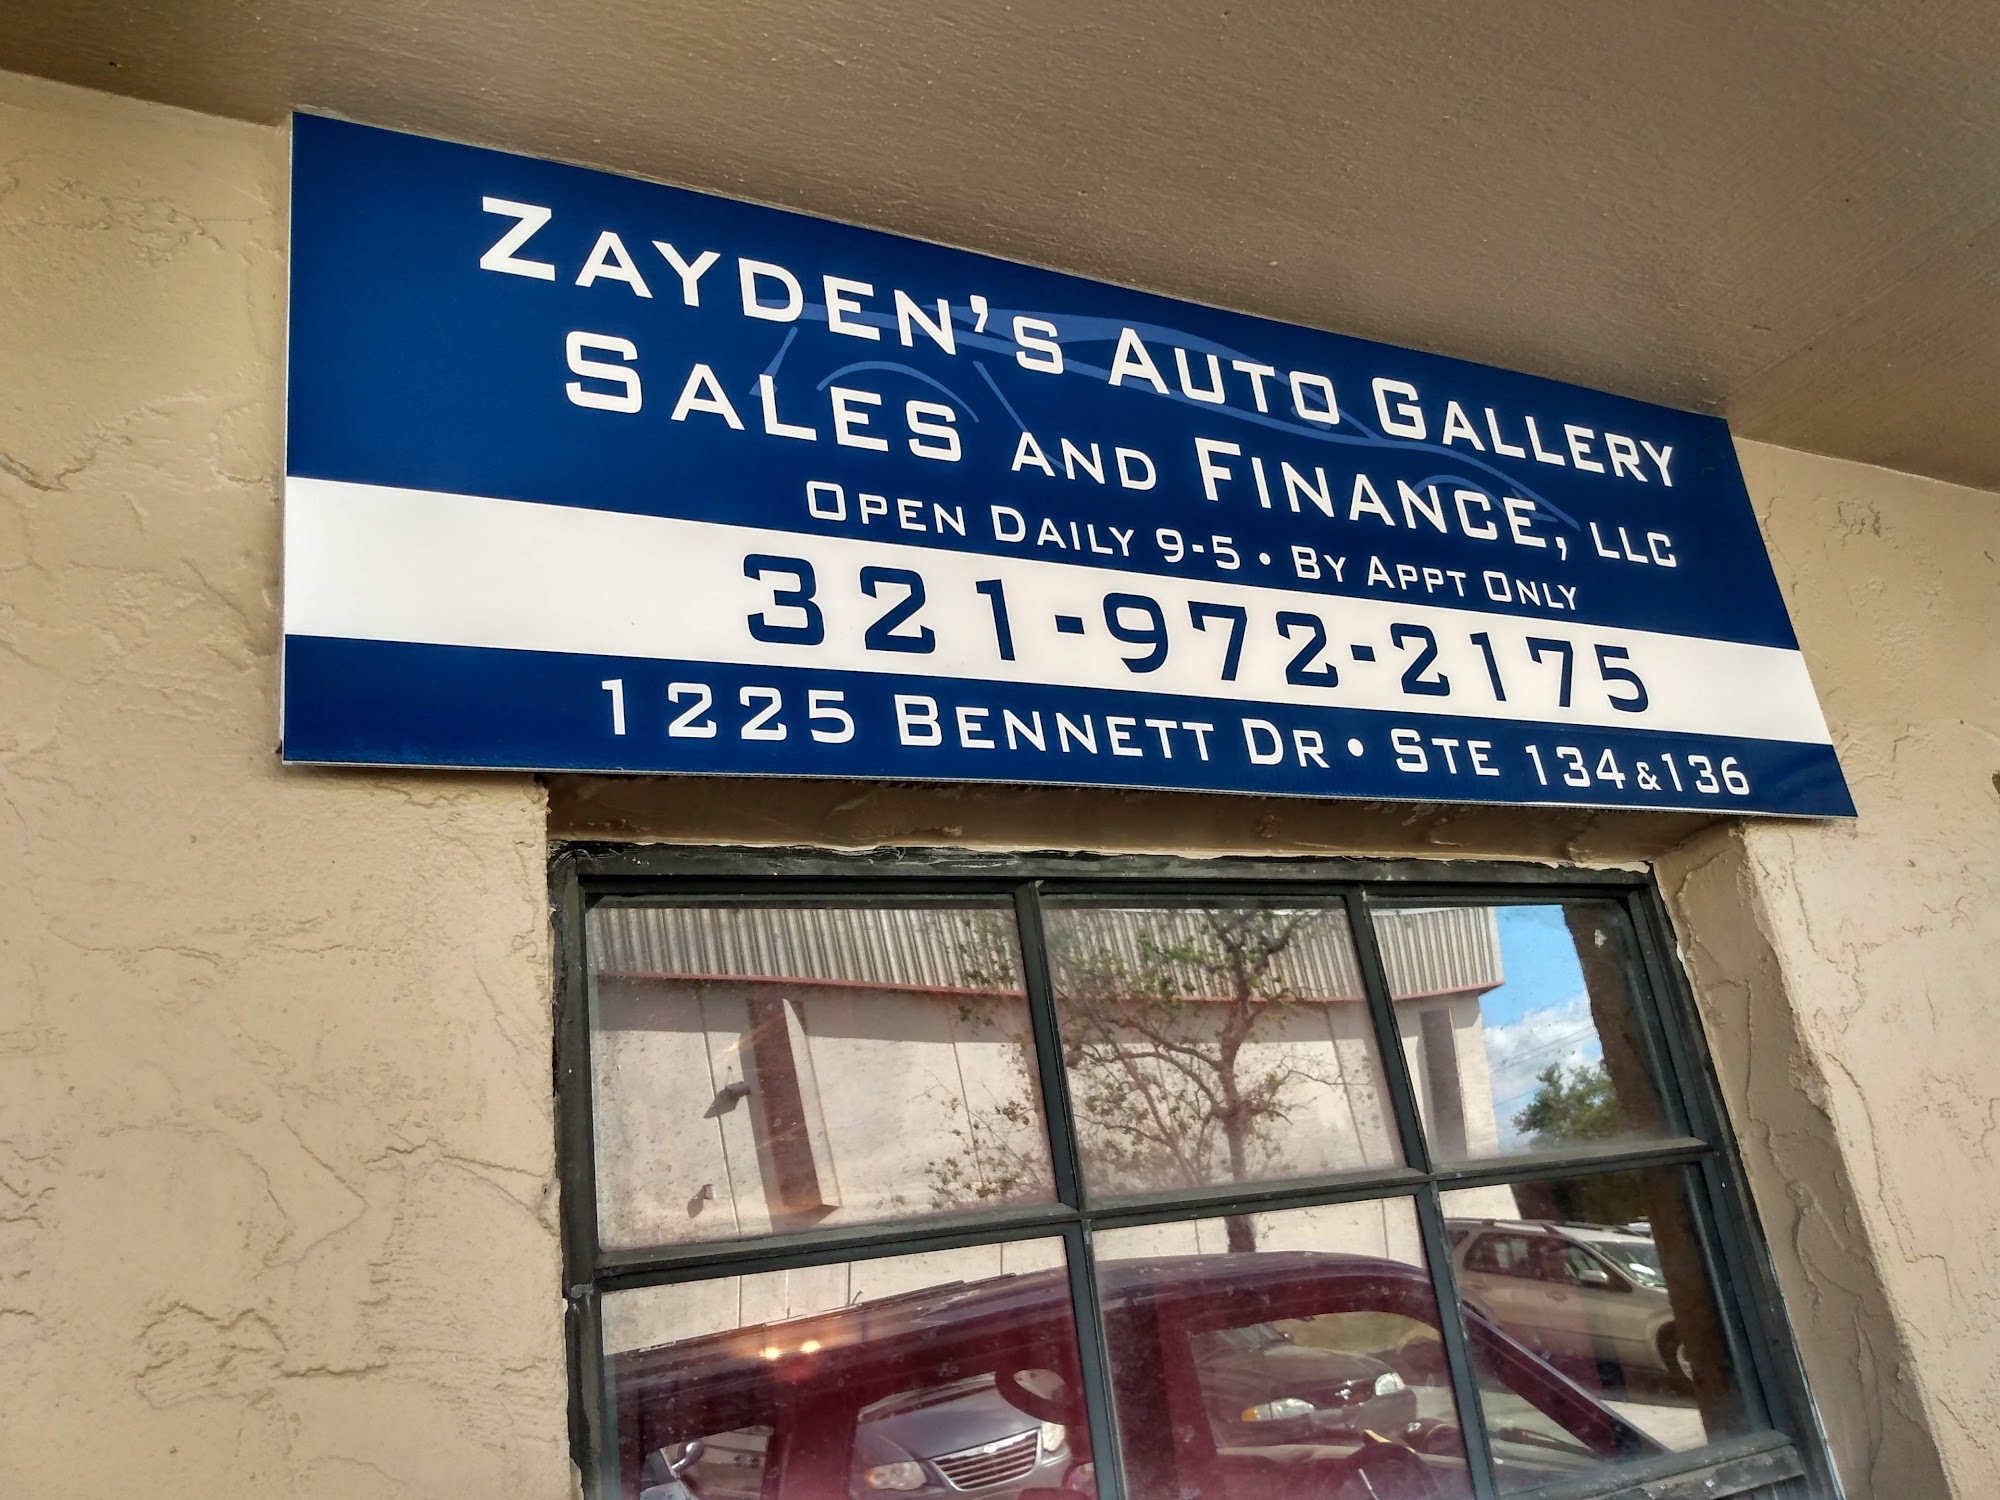 Zayden's Auto Gallery
Sales and Finance, LLC
Open Daily 9-5 • By Appt Only
321-972-2175
1225 Bennett Dr • Ste 134 & 136